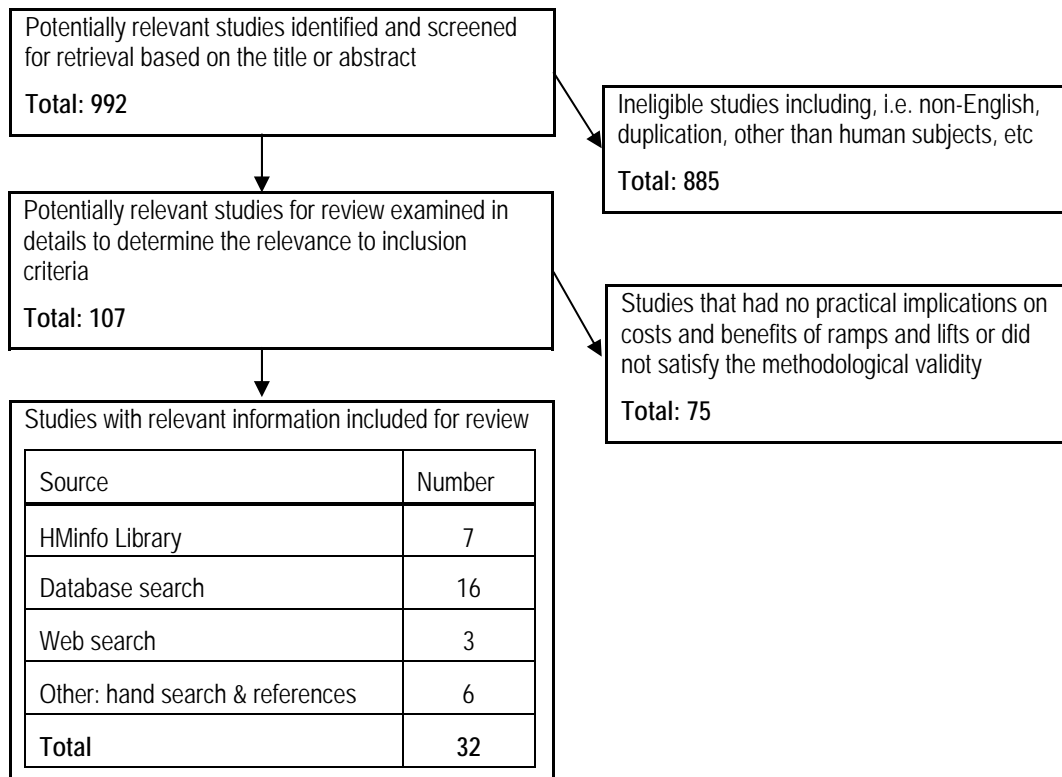 Potentially relevant studies identified and screened
for retrieval based on the title or abstract
Total: 992
Ineligible studies including, i.e. non-English,
duplication, other than human subjects, etc
Total: 885
Potentially relevant studies for review examined in
details to determine the relevance to inclusion
criteria
Total: 107
Studies that had no practical implications on
costs and benefits of ramps and lifts or did
not satisfy the methodological validity
Total: 75
Studies with relevant information included for review
Source Number
HMinfo Library 7
Database search 16
Web search 3
Other: hand search & references 6
Total 32